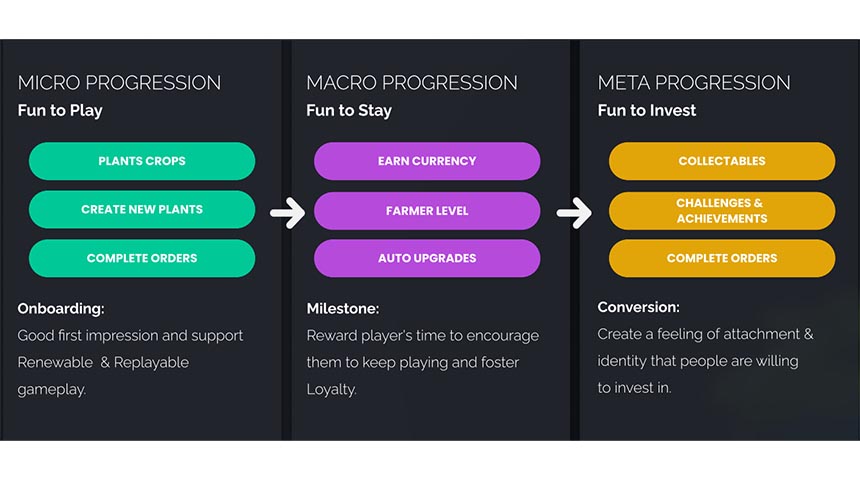 MICRO PROGRESSION
Fun to Play
PLANTS CROPS
CREATE NEW PLANTS
COMPLETE ORDERS
Onboarding:
Good first impression and support
Renewable & Replayable
gameplay.
MACRO PROGRESSION
Fun to Stay
EARN CURRENCY
FARMER LEVEL
AUTO UPGRADES
Milestone:
Reward player's time to encourage
them to keep playing and foster
Loyalty.
META PROGRESSION
Fun to Invest
COLLECTABLES
CHALLENGES &
ACHIEVEMENTS
COMPLETE ORDERS
Conversion:
Create a feeling of attachment &
identity that people are willing
to invest in.